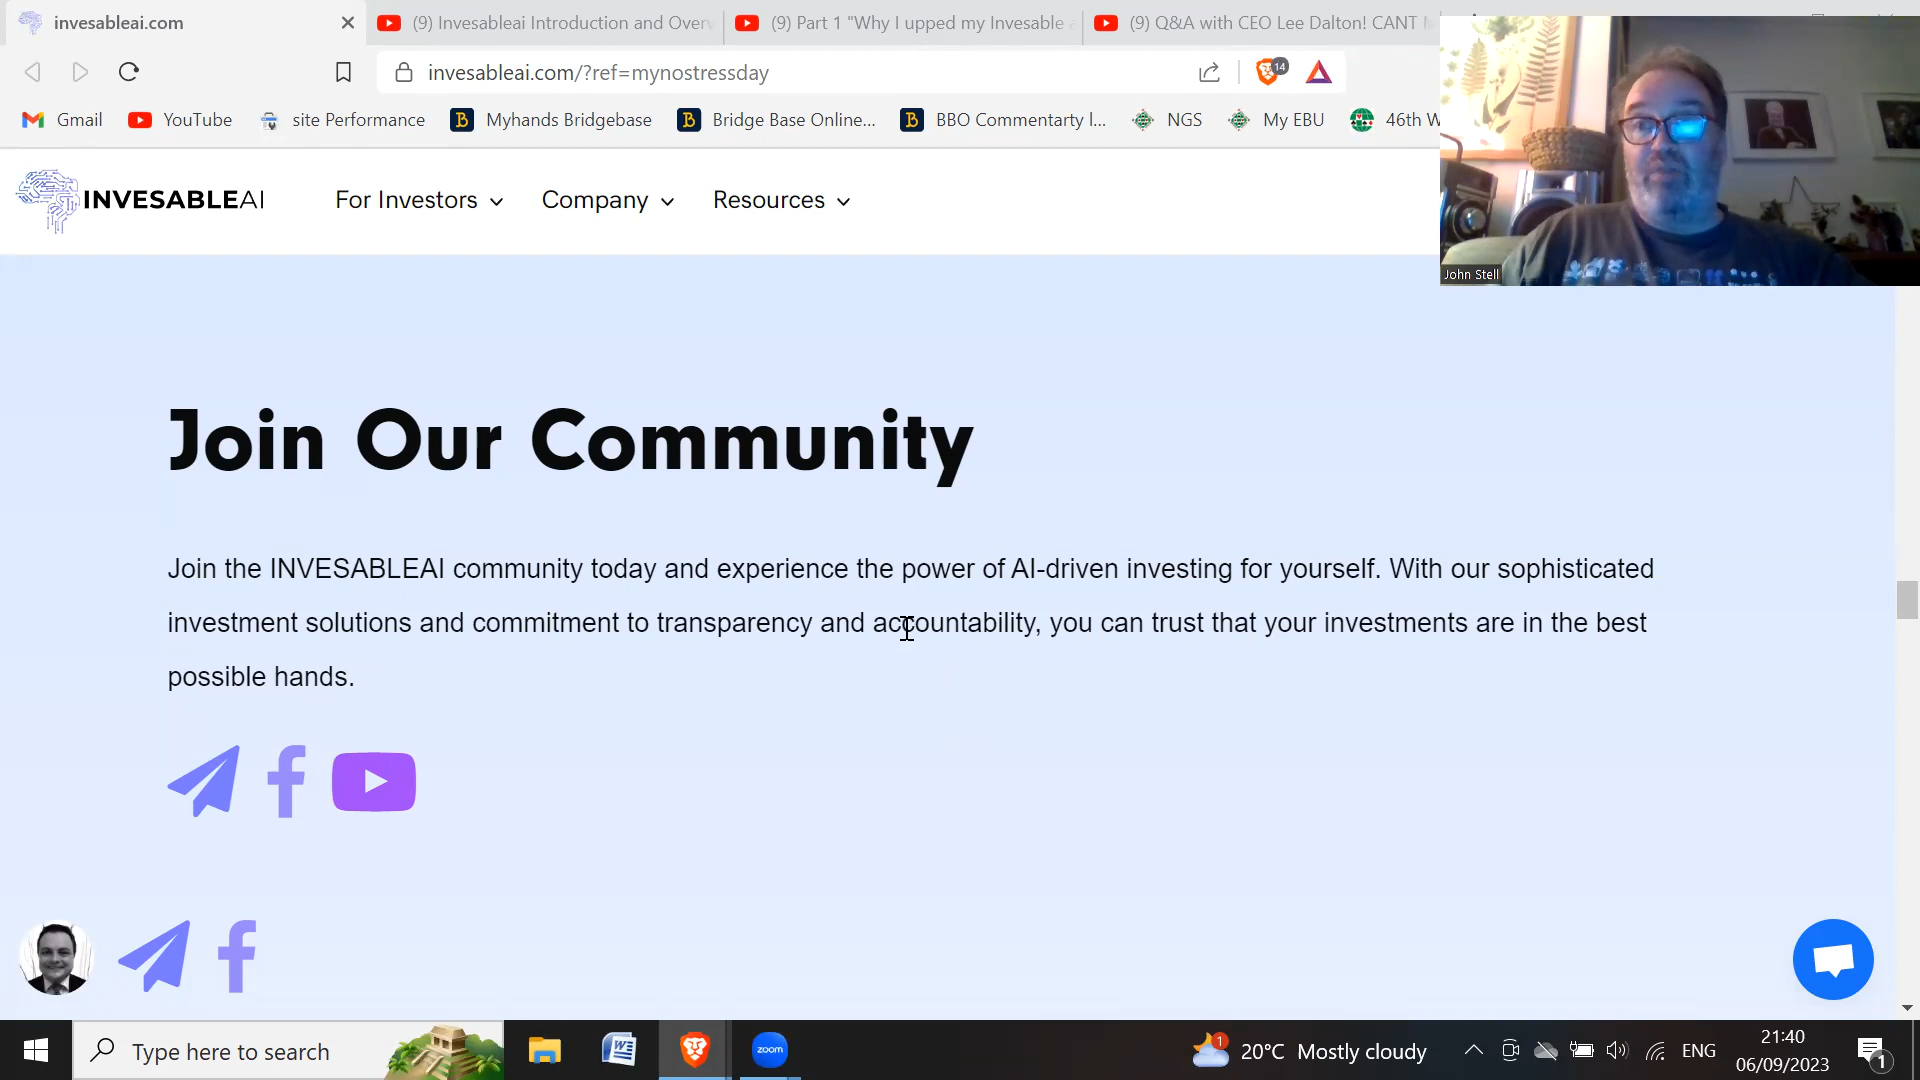 invesableai.com
(9) Invesableai Introduction and Over
(9) Part 1 "Why I upped my Invesable
(9) Q&A with CEO Lee Dalton! CANT
invesableai.com/?ref=mynostressday
14
Gmail
YouTube
site Performance
Myhands Bridgebase
Bridge Base Online...
BBO Commentarty l...
NGS
My EBU
46th W
John Stell
INVESABLEAI
For Investors
Company
Resources
Join Our Community
Join the INVESABLEAI community today and experience the power of AI-driven investing for yourself. With our sophisticated
investment solutions and commitment to transparency and accountability, you can trust that your investments are in the best
possible hands.
Type here to search
zoom
1
20°C Mostly cloudy
ENG
21:40
06/09/2023
1